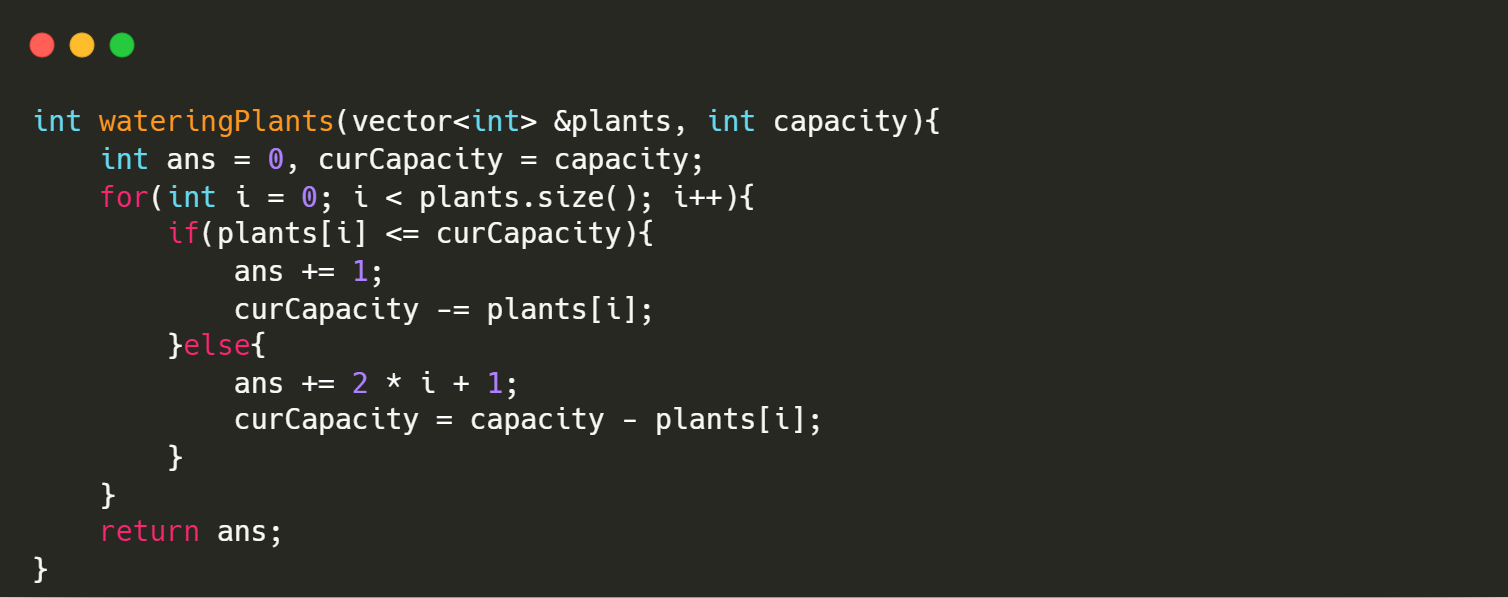 int wateringPlants(vector<int> &plants, int capacity){
    int ans = 0, curCapacity = capacity;
    for(int i = 0; i < plants.size(); i++){
        if(plants[i] <= curCapacity){
            ans += 1;
            curCapacity -= plants[i];
        }else{
            ans += 2 * i + 1;
            curCapacity = capacity - plants[i];
        }
    }
    return ans;
}